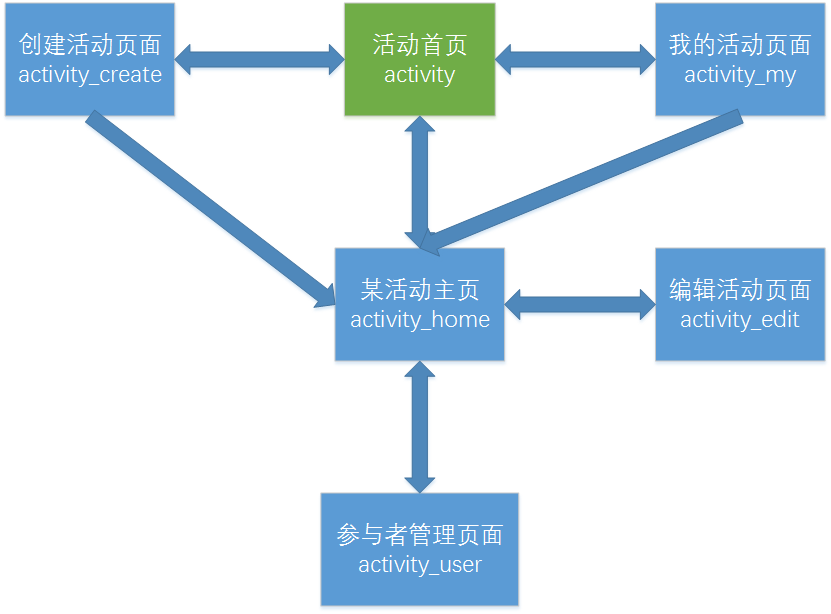 创建活动页面
activity_create
活动首页
activity
我的活动页面
activity_my
某活动主页
activity_home
编辑活动页面
activity_edit
参与者管理页面
activity_user